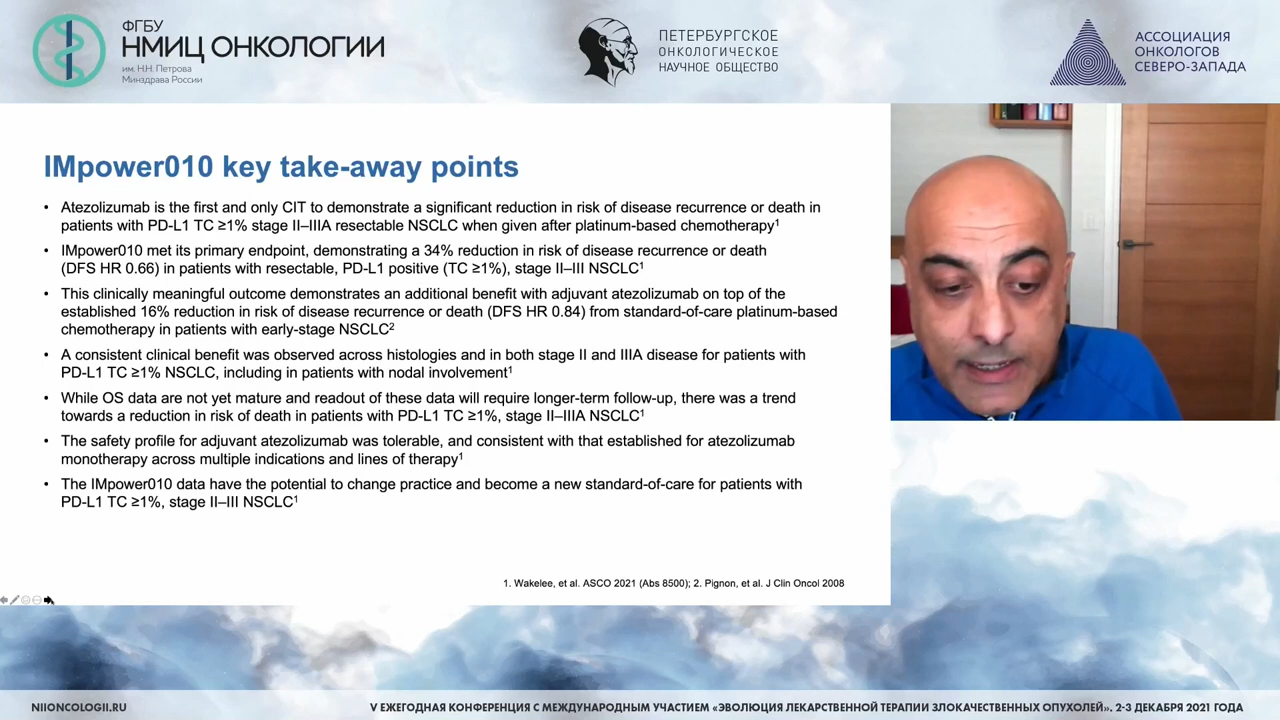 ФГБУ
НМИЦ ОНКОЛОГИИ
им. Н.Н. Петрова
Минздрава России
ПЕТЕРБУРГСКОЕ
ОНКОЛОГИЧЕСКОЕ
НАУЧНОЕ ОБЩЕСТВО
АССОЦИАЦИЯ
ОНКОЛОГОВ
СЕВЕРО-ЗАПАДА
IMpower010 key take-away points
• Atezolizumab is the first and only CIT to demonstrate a significant reduction in risk of disease recurrence or death in
patients with PD-L1 TC ≥1% stage II–IIIA resectable NSCLC when given after platinum-based chemotherapy¹
• IMpower010 met its primary endpoint, demonstrating a 34% reduction in risk of disease recurrence or death
(DFS HR 0.66) in patients with resectable, PD-L1 positive (TC ≥1%), stage II–III NSCLC¹
• This clinically meaningful outcome demonstrates an additional benefit with adjuvant atezolizumab on top of the
established 16% reduction in risk of disease recurrence or death (DFS HR 0.84) from standard-of-care platinum-based
chemotherapy in patients with early-stage NSCLC²
• A consistent clinical benefit was observed across histologies and in both stage II and IIIA disease for patients with
PD-L1 TC ≥1% NSCLC, including in patients with nodal involvement¹
• While OS data are not yet mature and readout of these data will require longer-term follow-up, there was a trend
towards a reduction in risk of death in patients with PD-L1 TC ≥1%, stage II–IIIA NSCLC¹
• The safety profile for adjuvant atezolizumab was tolerable, and consistent with that established for atezolizumab
monotherapy across multiple indications and lines of therapy¹
• The IMpower010 data have the potential to change practice and become a new standard-of-care for patients with
PD-L1 TC ≥1%, stage II–III NSCLC¹
1. Wakelee, et al. ASCO 2021 (Abs 8500); 2. Pignon, et al. J Clin Oncol 2008
NIIONCOLOGII.RU
V ЕЖЕГОДНАЯ КОНФЕРЕНЦИЯ С МЕЖДУНАРОДНЫМ УЧАСТИЕМ «ЭВОЛЮЦИЯ ЛЕКАРСТВЕННОЙ ТЕРАПИИ ЗЛОКАЧЕСТВЕННЫХ ОПУХОЛЕЙ». 2-3 ДЕКАБРЯ 2021 ГОДА